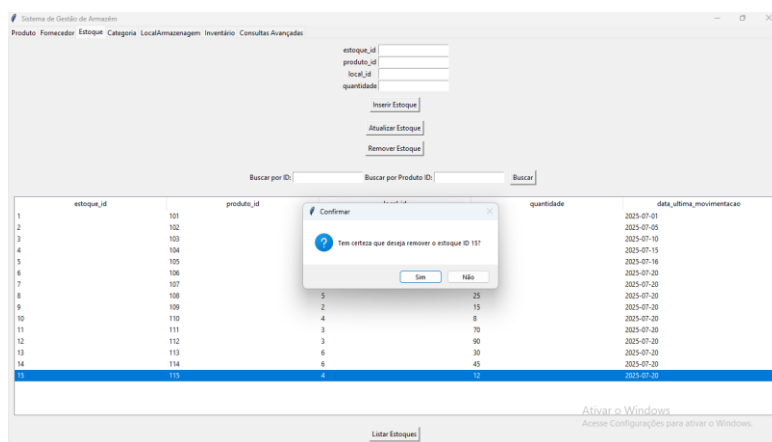 Sistema de Gestão de Armazém
Produto Fornecedor Estoque Categoria LocalArmazenagem Inventário Consultas Avançadas
estoque_id
produto_id
local_id
quantidade
Inserir Estoque
Atualizar Estoque
Remover Estoque
Buscar por ID: Buscar por Produto ID: Buscar
estoque_id produto_id quantidade data_ultima_movimentacao
Confirmar
Tem certeza que deseja remover o estoque ID 15?
Sim Não
1 101 2025-07-01
2 102 2025-07-05
3 103 2025-07-10
4 104 2025-07-15
5 105 2025-07-16
6 106 2025-07-20
7 107 2025-07-20
8 108 5 25 2025-07-20
9 109 2 15 2025-07-20
10 110 4 8 2025-07-20
11 111 3 70 2025-07-20
12 112 3 90 2025-07-20
13 113 6 30 2025-07-20
14 114 6 45 2025-07-20
15 115 4 12 2025-07-20
Ativar o Windows
Acesse Configurações para ativar o Windows.
Listar Estoques